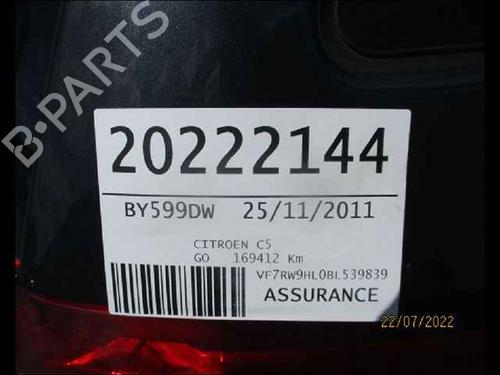 B-PARTS
20222144
BY599DW 25/11/2011
CITROEN C5
GO 169412 Km
VF7RW9HL0BL539839
ASSURANCE
22/07/2022